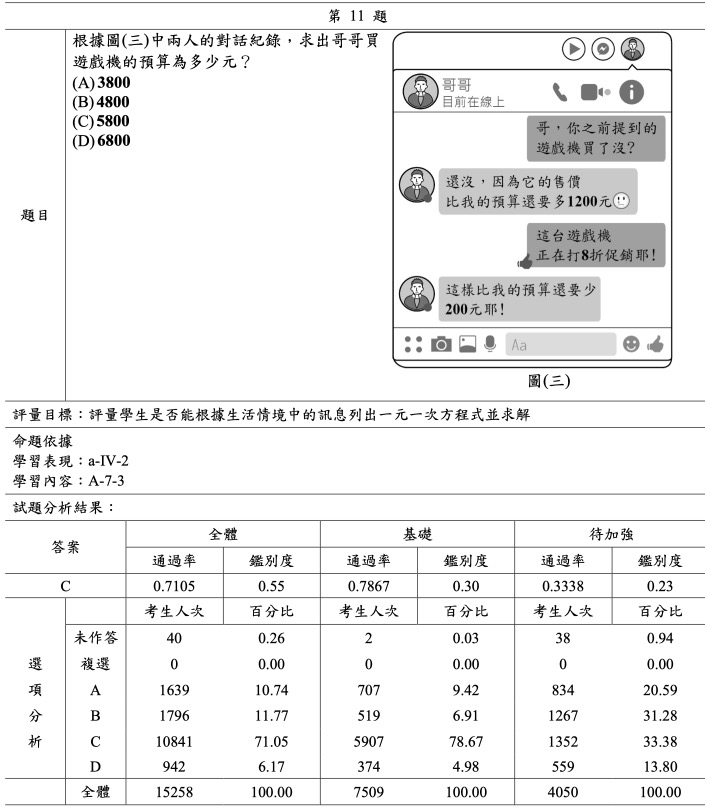 第 11 題
題目
根據圖(三)中兩人的對話紀錄，求出哥哥買
遊戲機的預算為多少元？
(A) 3800
(B) 4800
(C) 5800
(D) 6800
哥哥
目前在線上
哥，你之前提到的
遊戲機買了沒?
還沒，因為它的售價
比我的預算還要多1200元
這台遊戲機
正在打8折促銷耶!
這樣比我的預算還要少
200元耶!
Aa
圖(三)
評量目標：評量學生是否能根據生活情境中的訊息列出一元一次方程式並求解
命題依據
學習表現：a-IV-2
學習內容：A-7-3
試題分析結果：
答案 全體 基礎 待加強
通過率 鑑別度 通過率 鑑別度 通過率 鑑別度
C 0.7105 0.55 0.7867 0.30 0.3338 0.23
選項分析
考生人次 百分比 考生人次 百分比 考生人次 百分比
未作答 40 0.26 2 0.03 38 0.94
複選 0 0.00 0 0.00 0 0.00
A 1639 10.74 707 9.42 834 20.59
B 1796 11.77 519 6.91 1267 31.28
C 10841 71.05 5907 78.67 1352 33.38
D 942 6.17 374 4.98 559 13.80
全體 15258 100.00 7509 100.00 4050 100.00